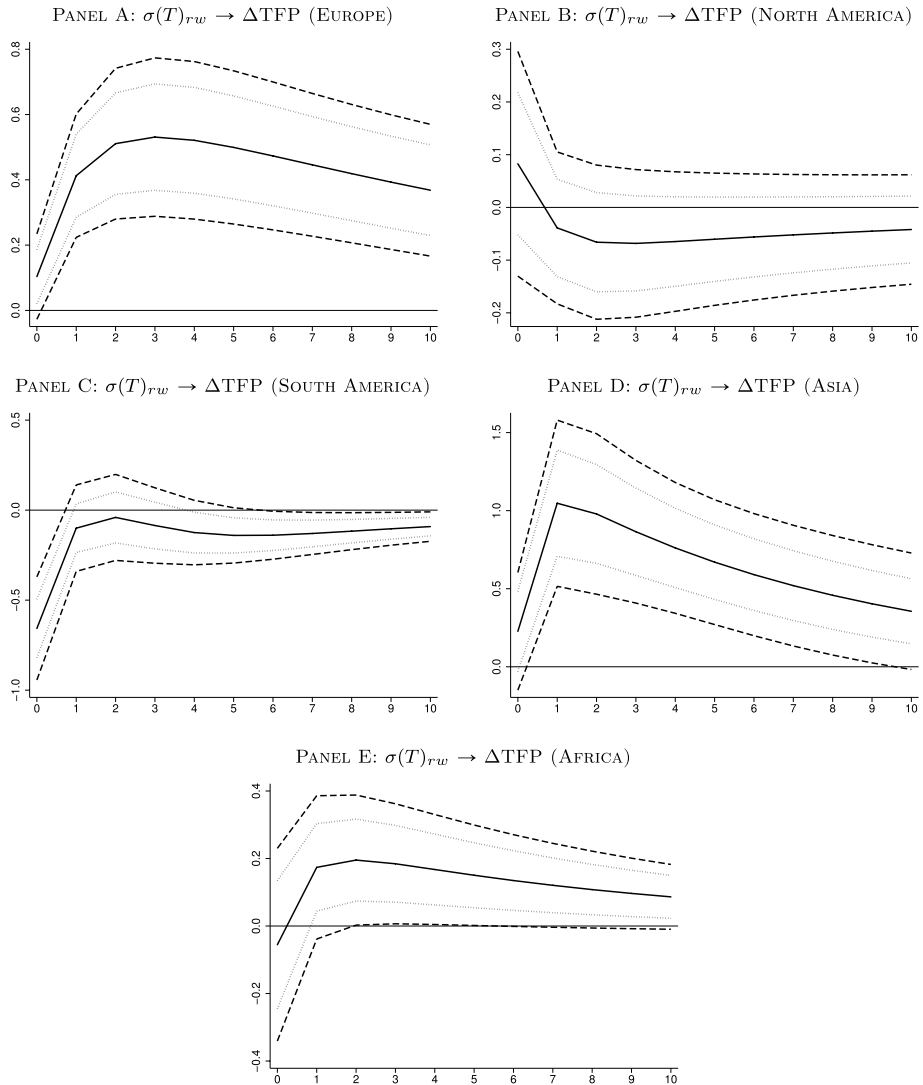 PANEL A: σ(T)rw → ΔTFP (EUROPE)
0.8
0.6
0.4
0.2
0.0
0 1 2 3 4 5 6 7 8 9 10
PANEL B: σ(T)rw → ΔTFP (NORTH AMERICA)
0.3
0.2
0.1
0.0
−0.1
−0.2
0 1 2 3 4 5 6 7 8 9 10
PANEL C: σ(T)rw → ΔTFP (SOUTH AMERICA)
0.5
0.0
−0.5
−1.0
0 1 2 3 4 5 6 7 8 9 10
PANEL D: σ(T)rw → ΔTFP (ASIA)
1.5
1.0
0.5
0.0
0 1 2 3 4 5 6 7 8 9 10
PANEL E: σ(T)rw → ΔTFP (AFRICA)
0.4
0.2
0.0
−0.2
−0.4
0 1 2 3 4 5 6 7 8 9 10